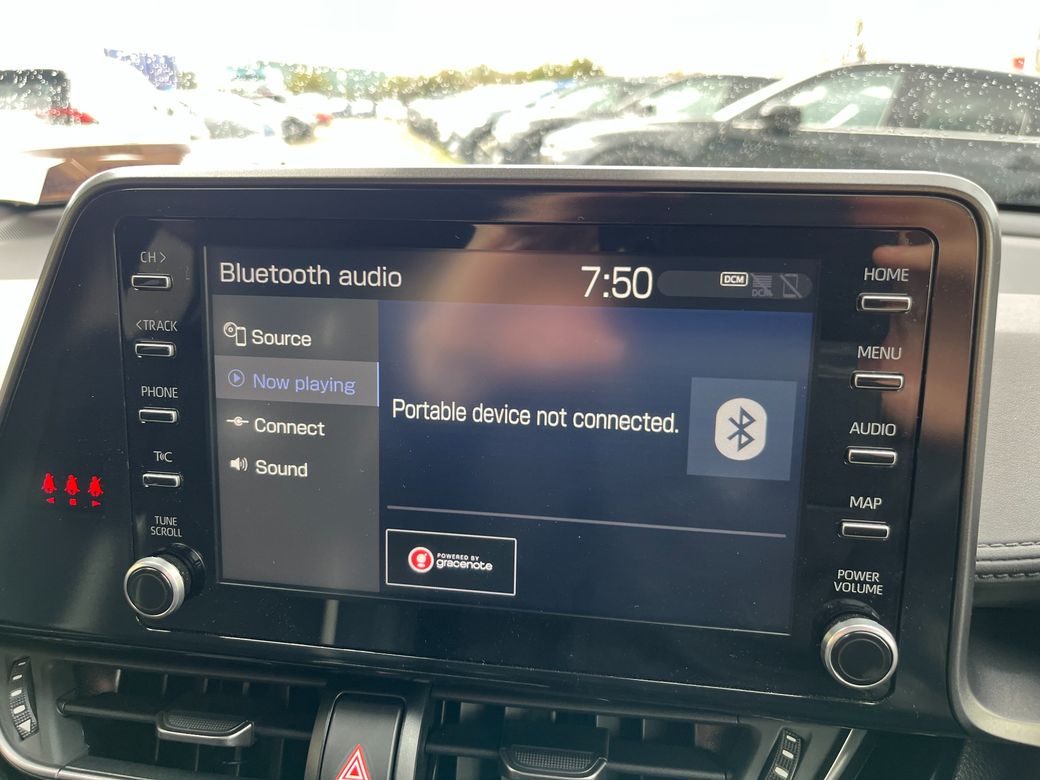 CH >
< TRACK
PHONE
T C
TUNE
SCROLL
Bluetooth audio
7:50
DCM
DCM
Source
Now playing
Connect
Sound
Portable device not connected.
POWERED BY
gracenote
HOME
MENU
AUDIO
MAP
POWER
VOLUME